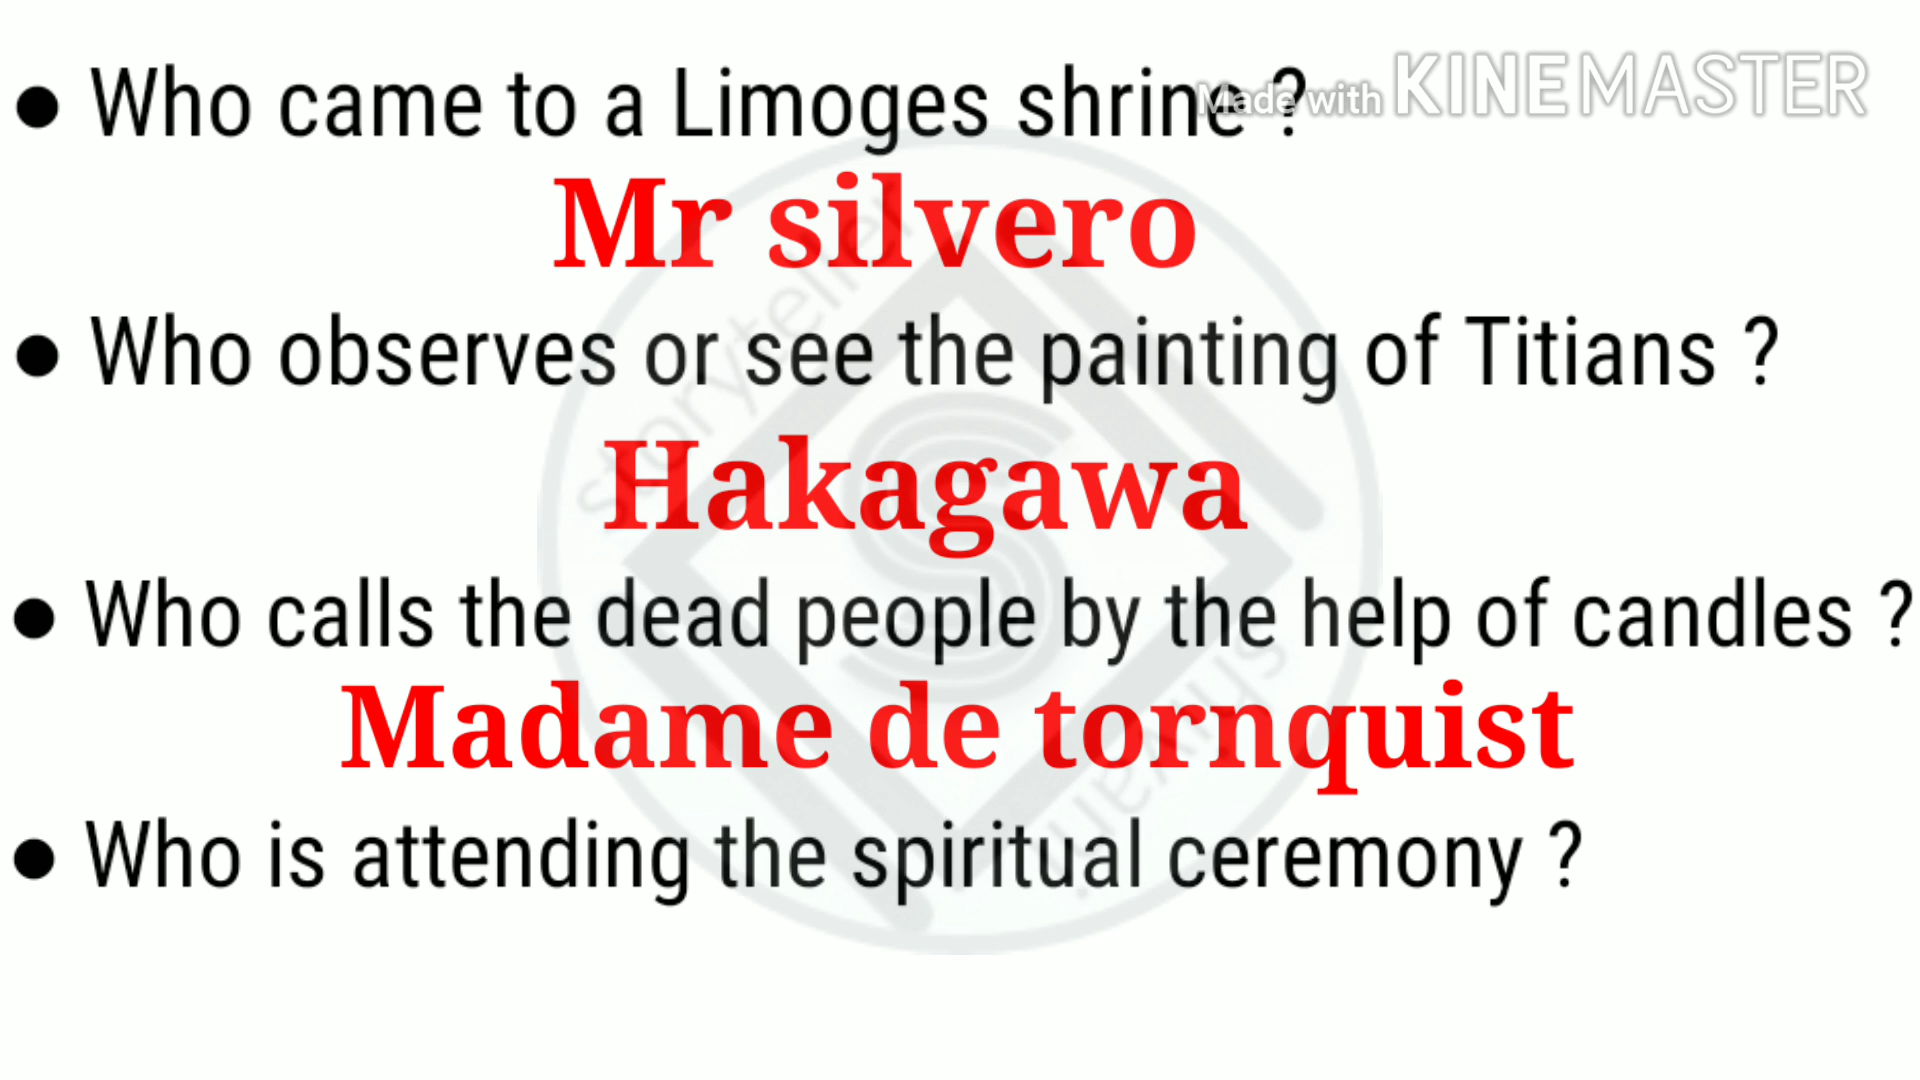 Made with KINEMASTER
● Who came to a Limoges shrine ?
Mr silvero
● Who observes or see the painting of Titians ?
Hakagawa
● Who calls the dead people by the help of candles ?
Madame de tornquist
● Who is attending the spiritual ceremony ?
storyteller
shivani